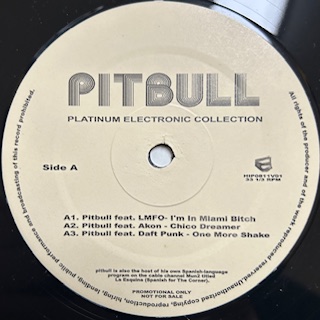 PITBULL
PLATINUM ELECTRONIC COLLECTION
Side A
HIP0811V01
33 1/3 RPM
A1. Pitbull feat. LMFO- I'm In Miami Bitch
A2. Pitbull feat. Akon - Chico Dreamer
A3. Pitbull feat. Daft Punk - One More Shake
pitbull is also the host of his own Spanish-language
program on the cable channel Mun2 titled
La Esquina (Spanish for The Corner).
PROMOTIONAL ONLY
NOT FOR SALE
All rights of the producer and of the work reproduced reserved. Unauthorized copying, hiring, lending, public performance and broadcasting of this record prohibited.